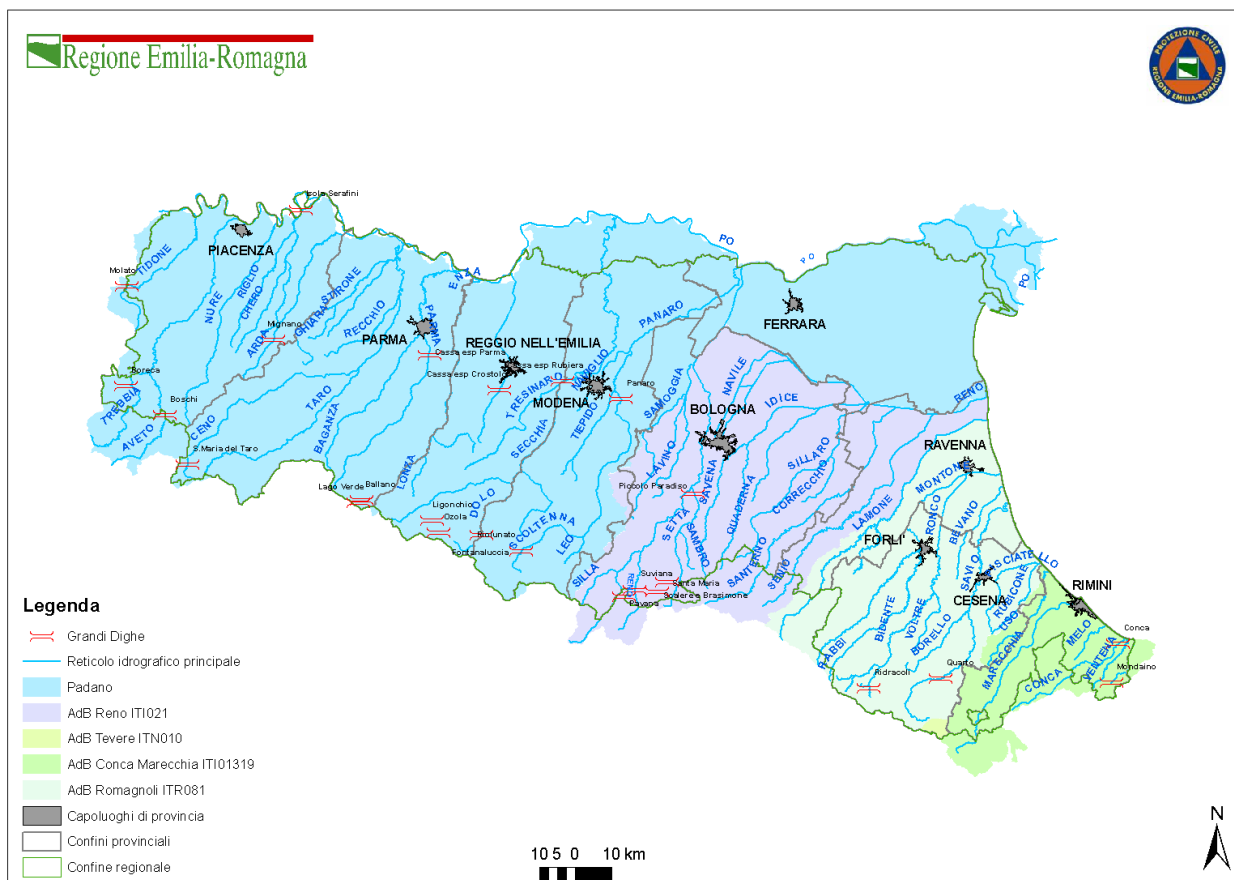 Regione Emilia-Romagna
PROTEZIONE CIVILE
REGIONE EMILIA-ROMAGNA
Isola Serafini
PIACENZA
Molato
TIDONE
NURE
RIGLIO
CHERO
ARDA
Mignano
GHIARA
STIRONE
RECCHIO
PARMA
PARMA
ENZA
PO
PO
PO
Boreca
TREBBIA
AVETO
Boschi
CENO
S.Maria del Taro
TARO
BAGANZA
Cassa esp Parma
REGGIO NELL'EMILIA
Cassa esp Crostolo
Cassa esp Rubiera
TRESINARO
NAVIGLIO
MODENA
SECCHIA
TIEPIDO
Panaro
PANARO
FERRARA
SAMOGGIA
NAVILE
BOLOGNA
IDICE
RENO
LAVINO
SAVENA
Piccolo Paradiso
QUADERNA
SILLARO
CORRECCHIO
RAVENNA
MONTONE
LAMONE
Lago Verde
Ballano
LONZA
Ligonchio
Ozola
DOLO
Fontanaluccia
SCOLTENNA
LEO
SETTA
SAMBRO
SILLA
RENO
Suviana
Santa Maria
Scalere e Brasimone
Pavana
SANTERNO
SENIO
FORLI'
RONCO
BEVANO
SAVIO
PISCIATELLO
CESENA
RUBICONE
USO
RIMINI
RABBI
BIDENTE
VOLTRE
BORELLO
Ridracoli
Quarto
MARECCHIA
MELO
CONCA
VENTENA
Conca
Mondaino
Legenda
Grandi Dighe
Reticolo idrografico principale
Padano
AdB Reno ITI021
AdB Tevere ITN010
AdB Conca Marecchia ITI01319
AdB Romagnoli ITR081
Capoluoghi di provincia
Confini provinciali
Confine regionale
10 5 0 10 km
N